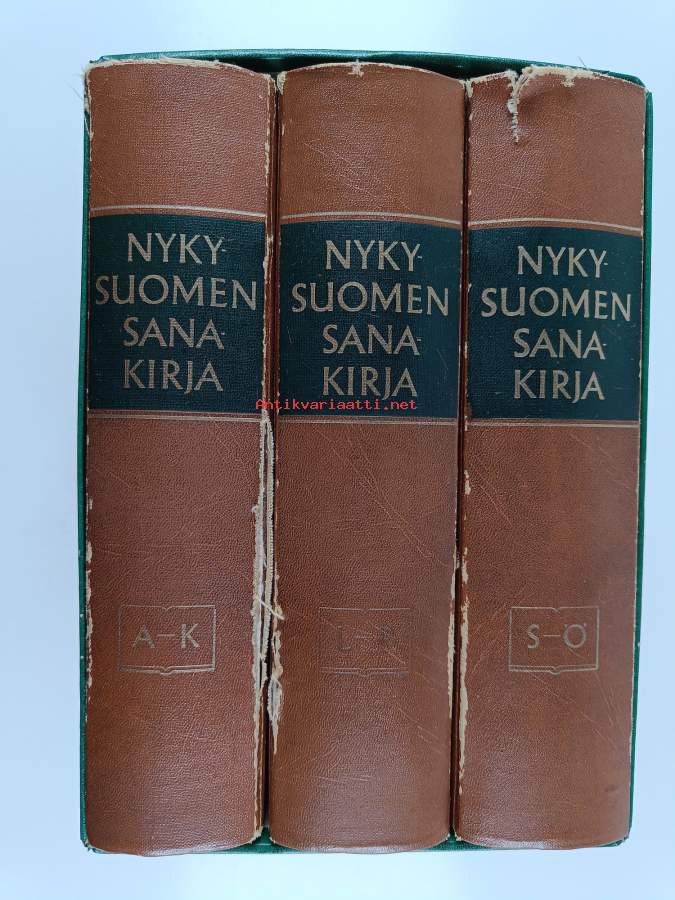 NYKY-
SUOMEN
SANA-
KIRJA
A–K
NYKY-
SUOMEN
SANA-
KIRJA
L–R
NYKY-
SUOMEN
SANA-
KIRJA
S–Ö
Antikvariaatti.net